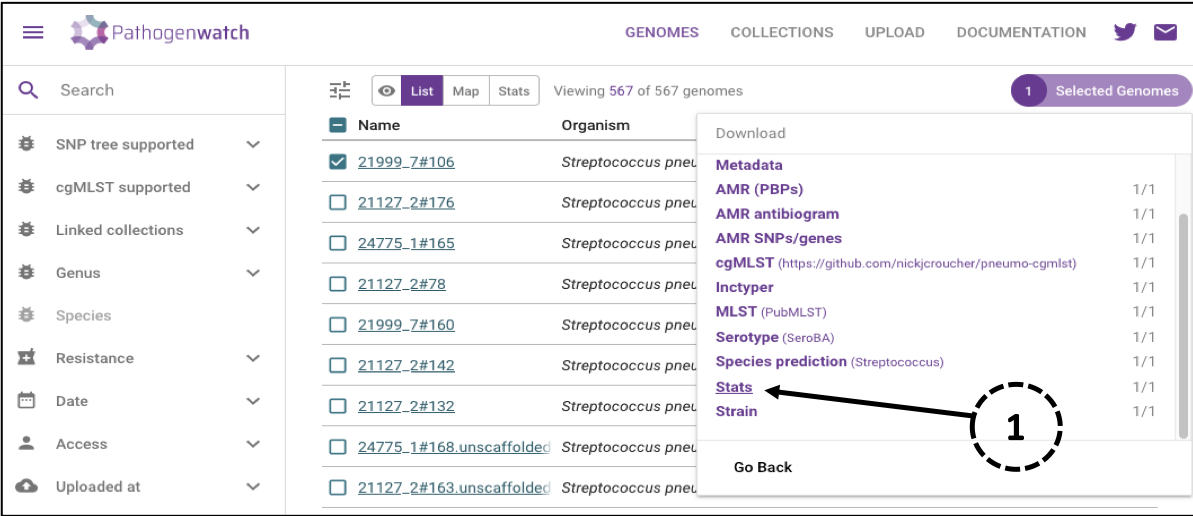 Pathogenwatch
GENOMES COLLECTIONS UPLOAD DOCUMENTATION
Search
List Map Stats Viewing 567 of 567 genomes
1 Selected Genomes
SNP tree supported
cgMLST supported
Linked collections
Genus
Species
Resistance
Date
Access
Uploaded at
Name Organism
21999_7#106 Streptococcus pneu
21127_2#176 Streptococcus pneu
24775_1#165 Streptococcus pneu
21127_2#78 Streptococcus pneu
21999_7#160 Streptococcus pneu
21127_2#142 Streptococcus pneu
21127_2#132 Streptococcus pneu
24775_1#168.unscaffolded Streptococcus pneu
21127_2#163.unscaffolded Streptococcus pneu
Download
Metadata
AMR (PBPs) 1/1
AMR antibiogram 1/1
AMR SNPs/genes 1/1
cgMLST (https://github.com/nickjcroucher/pneumo-cgmlst) 1/1
Inctyper 1/1
MLST (PubMLST) 1/1
Serotype (SeroBA) 1/1
Species prediction (Streptococcus) 1/1
Stats 1/1
Strain 1/1
1
Go Back